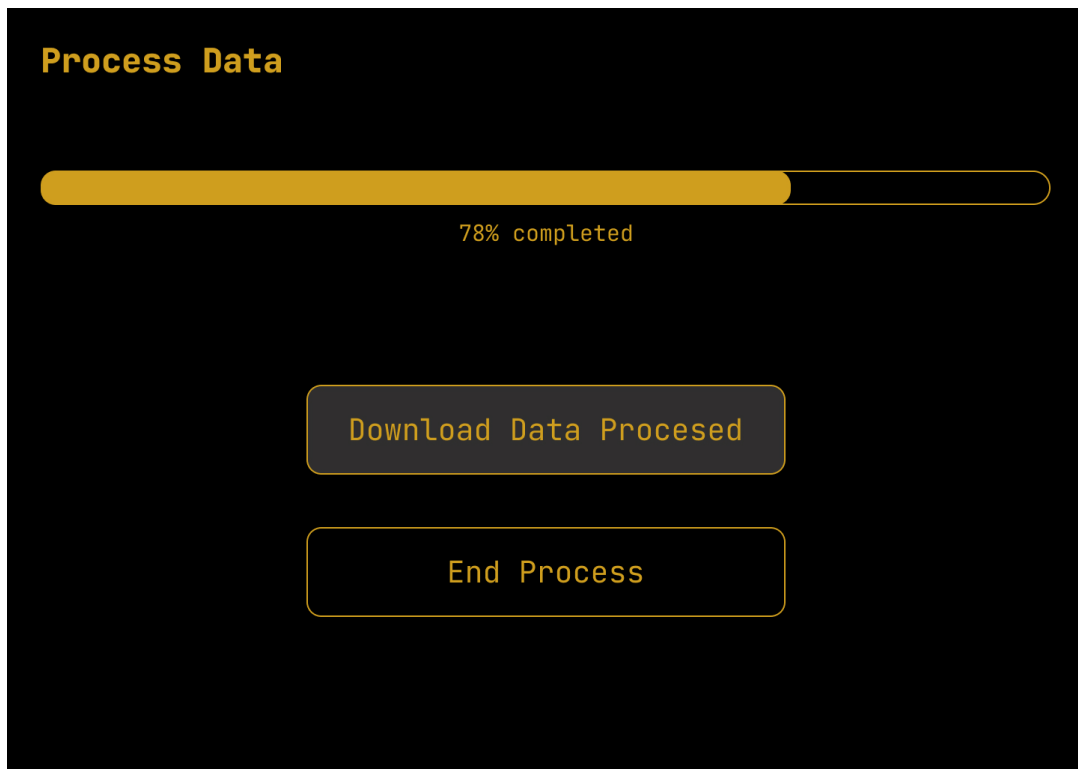 Process Data
78% completed
Download Data Procesed
End Process